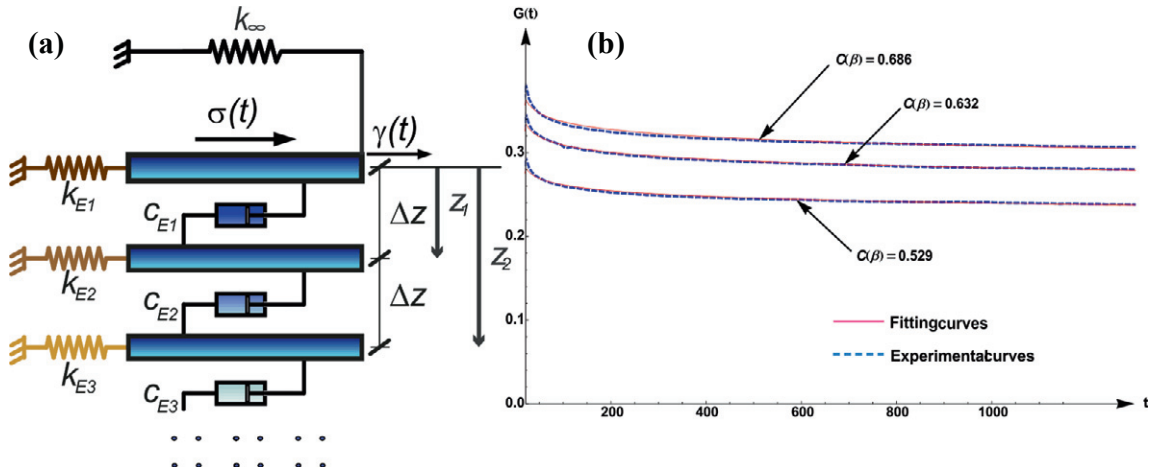 (a)
k∞
σ(t)
γ(t)
kE1
cE1
Δz
z1
kE2
z2
cE2
Δz
kE3
cE3
(b)
G(t)
C(β) = 0.686
C(β) = 0.632
0.3
0.2
C(β) = 0.529
0.1
Fittingcurves
Experimentalcurves
0.0
200
400
600
800
1000
t